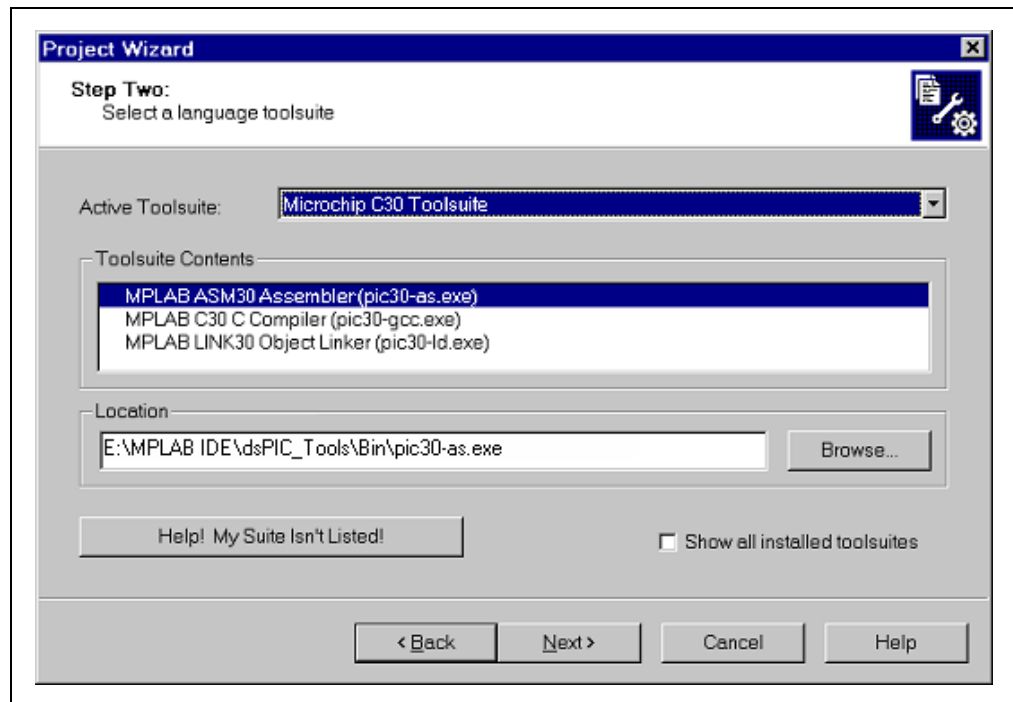 Project Wizard
Step Two:
Select a language toolsuite
Active Toolsuite: Microchip C30 Toolsuite
Toolsuite Contents
MPLAB ASM30 Assembler (pic30-as.exe)
MPLAB C30 C Compiler (pic30-gcc.exe)
MPLAB LINK30 Object Linker (pic30-ld.exe)
Location
E:\MPLAB IDE\dsPIC_Tools\Bin\pic30-as.exe Browse...
Help! My Suite Isn't Listed! Show all installed toolsuites
< Back Next > Cancel Help